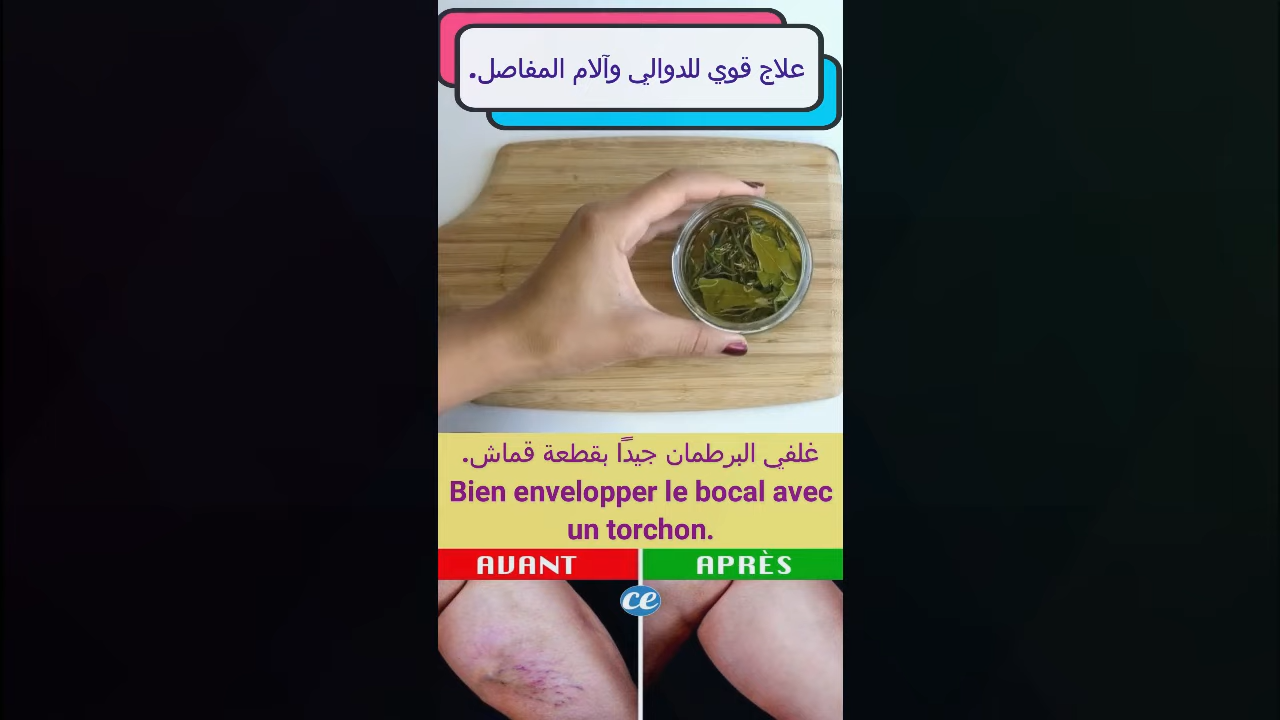 علاج قوي للدوالي وآلام المفاصل.
غلفي البرطمان جيدًا بقطعة قماش.
Bien envelopper le bocal avec
un torchon.
AVANT APRÈS
ce